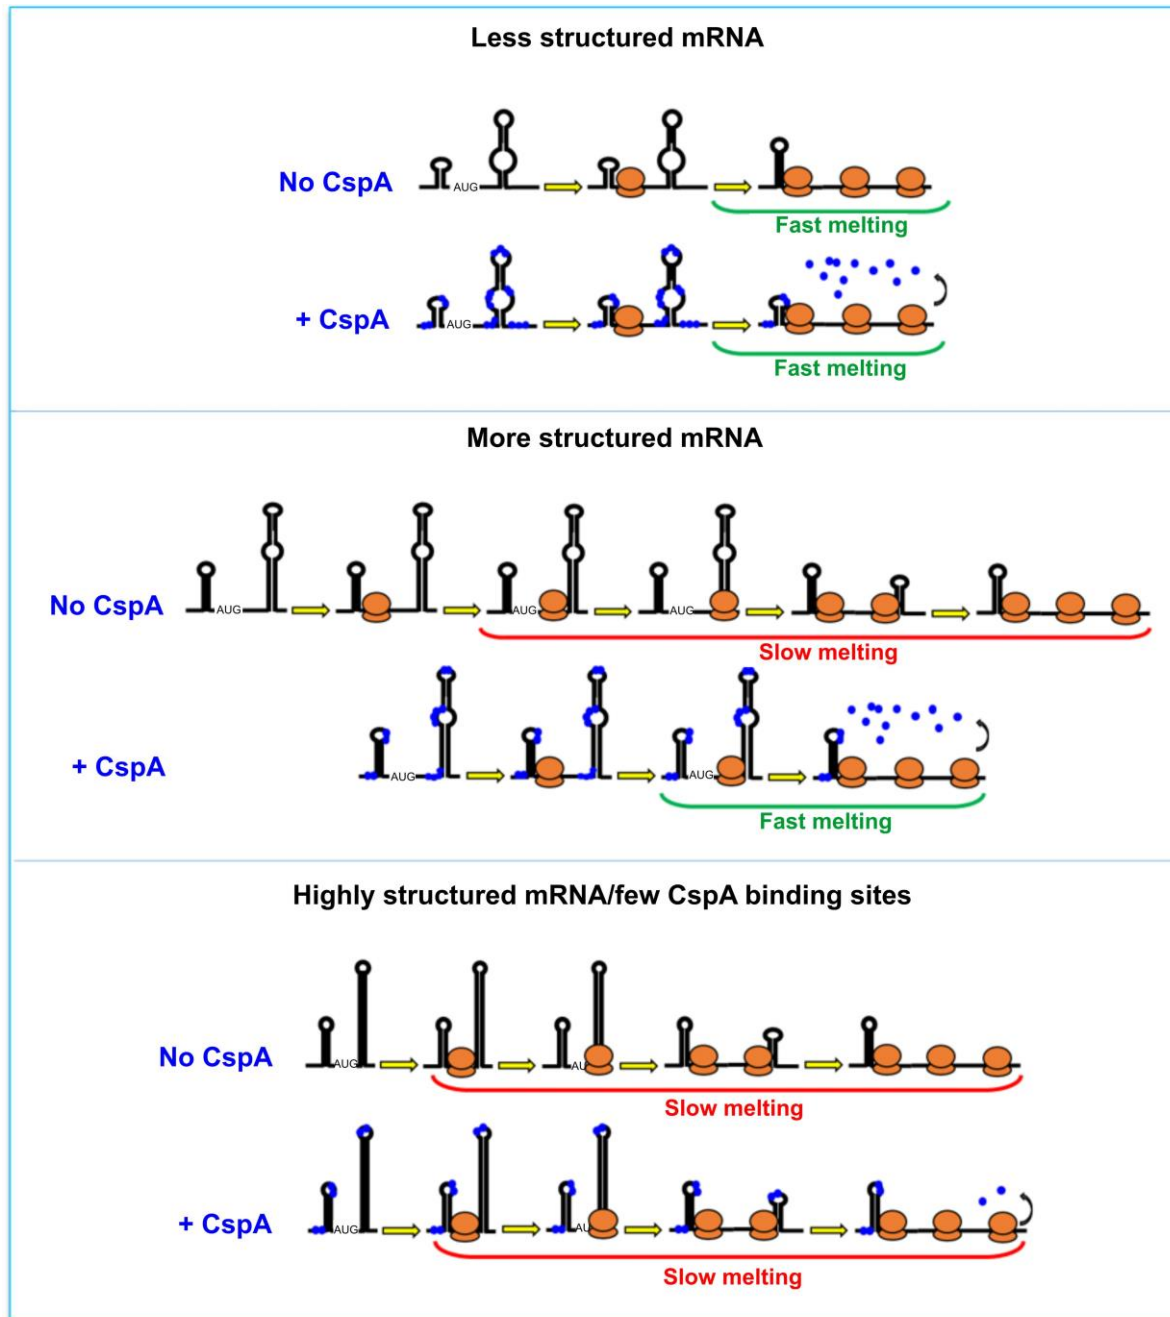 Less structured mRNA
No CspA
AUG
Fast melting
+ CspA
AUG
Fast melting
More structured mRNA
No CspA
AUG
AUG
AUG
Slow melting
+ CspA
AUG
AUG
Fast melting
Highly structured mRNA/few CspA binding sites
No CspA
AUG
AU
Slow melting
+ CspA
AUG
AU
Slow melting